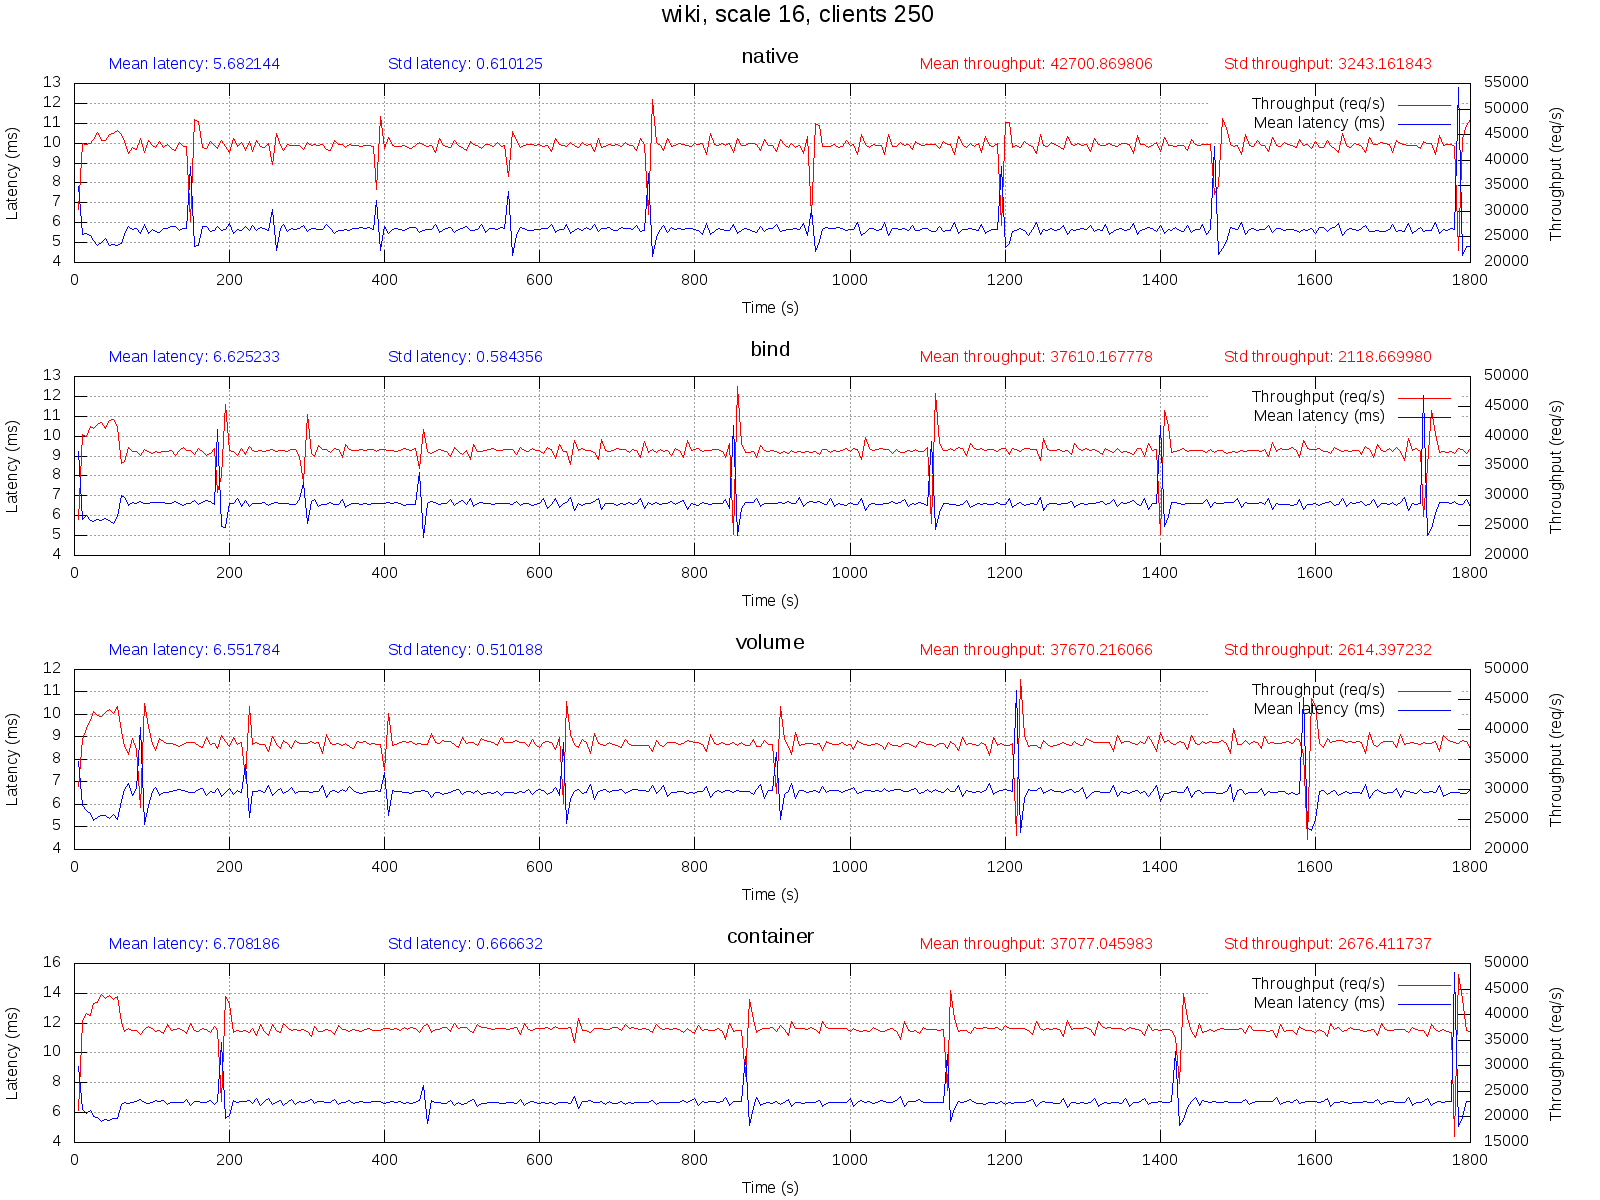 wiki, scale 16, clients 250
native
Mean latency: 5.682144 Std latency: 0.610125 Mean throughput: 42700.869806 Std throughput: 3243.161843
Throughput (req/s)
Mean latency (ms)
Latency (ms)
4 5 6 7 8 9 10 11 12 13
Throughput (req/s)
20000 25000 30000 35000 40000 45000 50000 55000
0 200 400 600 800 1000 1200 1400 1600 1800
Time (s)
bind
Mean latency: 6.625233 Std latency: 0.584356 Mean throughput: 37610.167778 Std throughput: 2118.669980
Throughput (req/s)
Mean latency (ms)
Latency (ms)
4 5 6 7 8 9 10 11 12 13
Throughput (req/s)
20000 25000 30000 35000 40000 45000 50000
0 200 400 600 800 1000 1200 1400 1600 1800
Time (s)
volume
Mean latency: 6.551784 Std latency: 0.510188 Mean throughput: 37670.216066 Std throughput: 2614.397232
Throughput (req/s)
Mean latency (ms)
Latency (ms)
4 5 6 7 8 9 10 11 12
Throughput (req/s)
20000 25000 30000 35000 40000 45000 50000
0 200 400 600 800 1000 1200 1400 1600 1800
Time (s)
container
Mean latency: 6.708186 Std latency: 0.666632 Mean throughput: 37077.045983 Std throughput: 2676.411737
Throughput (req/s)
Mean latency (ms)
Latency (ms)
4 6 8 10 12 14 16
Throughput (req/s)
15000 20000 25000 30000 35000 40000 45000 50000
0 200 400 600 800 1000 1200 1400 1600 1800
Time (s)